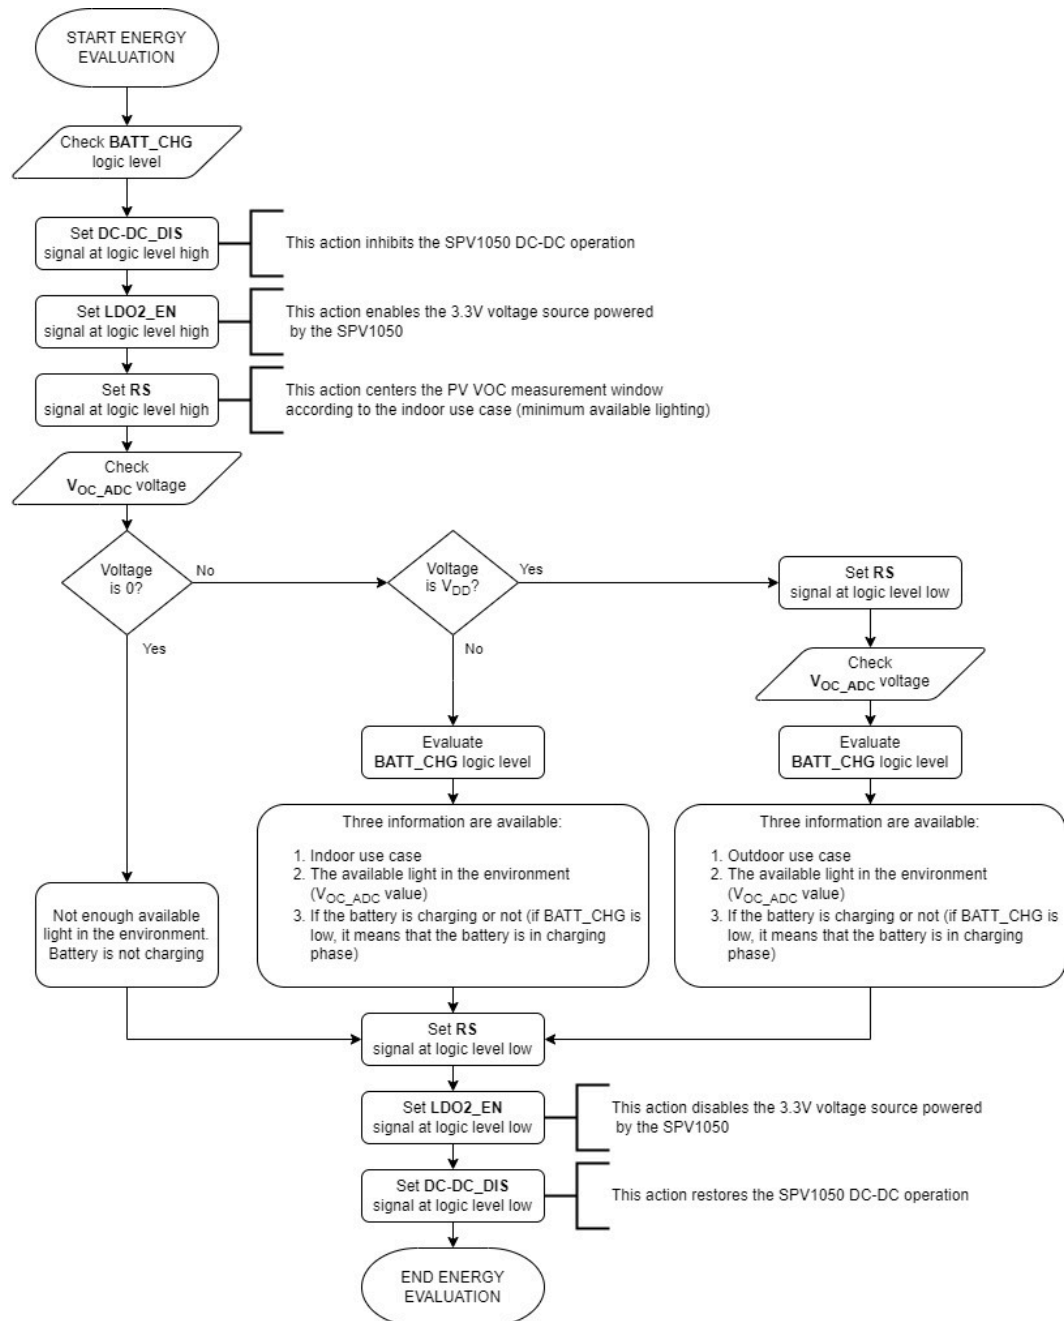 START ENERGY
EVALUATION
Check BATT_CHG
logic level
Set DC-DC_DIS
signal at logic level high
This action inhibits the SPV1050 DC-DC operation
Set LDO2_EN
signal at logic level high
This action enables the 3.3V voltage source powered
by the SPV1050
Set RS
signal at logic level high
This action centers the PV VOC measurement window
according to the indoor use case (minimum available lighting)
Check
VOC_ADC voltage
Voltage
is 0?
No
Yes
Voltage
is VDD?
Yes
No
Set RS
signal at logic level low
Check
VOC_ADC voltage
Evaluate
BATT_CHG logic level
Evaluate
BATT_CHG logic level
Not enough available
light in the environment.
Battery is not charging
Three information are available:
1. Indoor use case
2. The available light in the environment
(VOC_ADC value)
3. If the battery is charging or not (if BATT_CHG is
low, it means that the battery is in charging
phase)
Three information are available:
1. Outdoor use case
2. The available light in the environment
(VOC_ADC value)
3. If the battery is charging or not (if BATT_CHG is
low, it means that the battery is in charging
phase)
Set RS
signal at logic level low
Set LDO2_EN
signal at logic level low
This action disables the 3.3V voltage source powered
by the SPV1050
Set DC-DC_DIS
signal at logic level low
This action restores the SPV1050 DC-DC operation
END ENERGY
EVALUATION